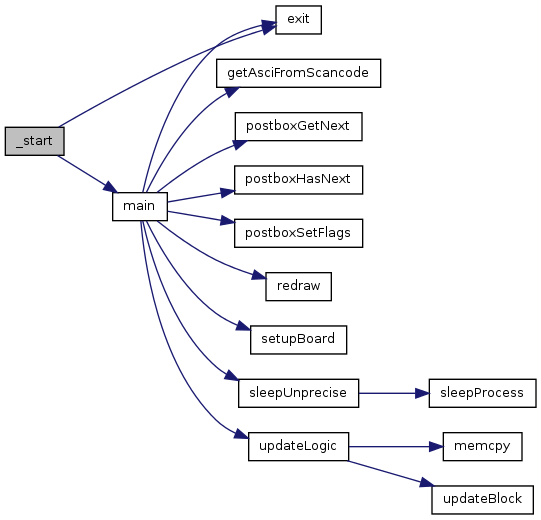 exit
getAsciFromScancode
_start
postboxGetNext
postboxHasNext
main
postboxSetFlags
redraw
setupBoard
sleepUnprecise
sleepProcess
updateLogic
memcpy
updateBlock